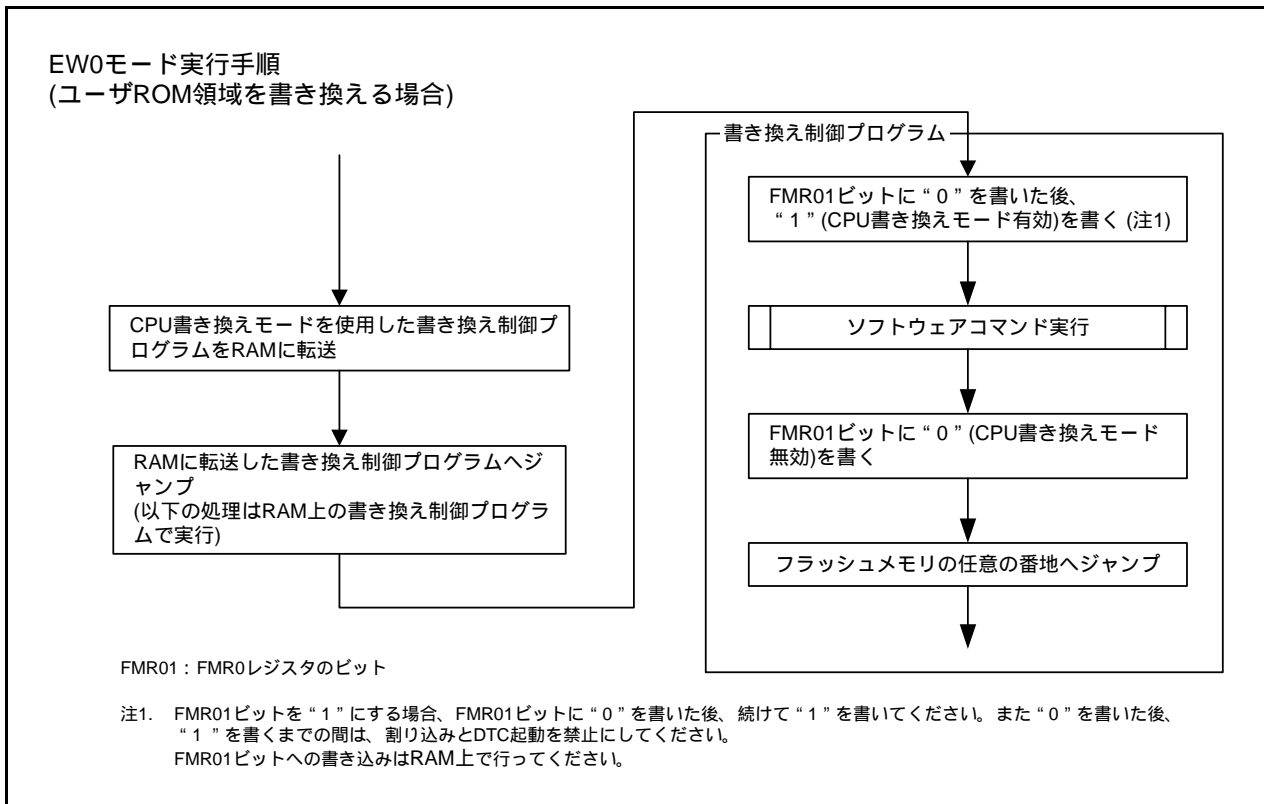 EW0モード実行手順
(ユーザROM領域を書き換える場合)
CPU書き換えモードを使用した書き換え制御プ
ログラムをRAMに転送
RAMに転送した書き換え制御プログラムへジ
ャンプ
(以下の処理はRAM上の書き換え制御プログラ
ムで実行)
書き換え制御プログラム
FMR01ビットに“0”を書いた後、
“1”(CPU書き換えモード有効)を書く (注1)
ソフトウェアコマンド実行
FMR01ビットに“0”(CPU書き換えモード
無効)を書く
フラッシュメモリの任意の番地へジャンプ
FMR01：FMR0レジスタのビット
注1. FMR01ビットを“1”にする場合、FMR01ビットに“0”を書いた後、続けて“1”を書いてください。また“0”を書いた後、
“1”を書くまでの間は、割り込みとDTC起動を禁止にしてください。
FMR01ビットへの書き込みはRAM上で行ってください。